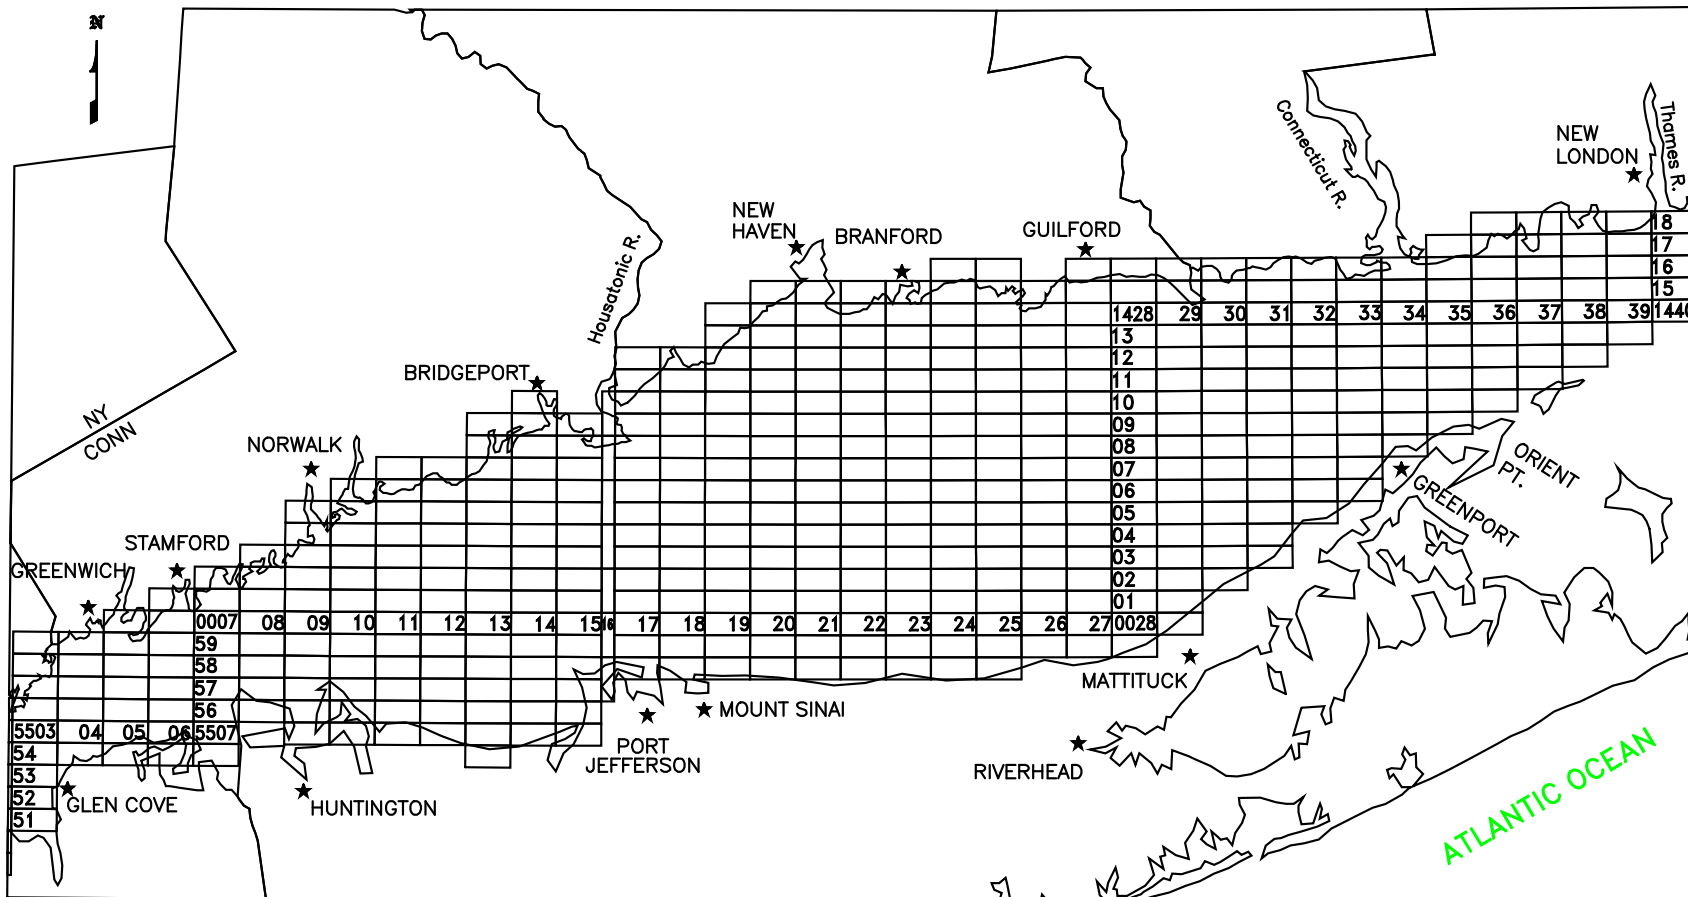 N
Thames R.
Connecticut R.
NEW
LONDON
NEW
HAVEN
BRANFORD
GUILFORD
18
17
16
15
Housatonic R.
1428 29 30 31 32 33 34 35 36 37 38 39 1440
13
12
11
10
09
08
07
06
05
04
03
02
01
BRIDGEPORT
NY
CONN
NORWALK
ORIENT
PT.
GREENPORT
STAMFORD
GREENWICH
0007 08 09 10 11 12 13 14 15 16 17 18 19 20 21 22 23 24 25 26 27 0028
59
58
57
56
5503 04 05 06 5507
54
53
52
51
MATTITUCK
MOUNT SINAI
PORT
JEFFERSON
RIVERHEAD
GLEN COVE
HUNTINGTON
ATLANTIC OCEAN